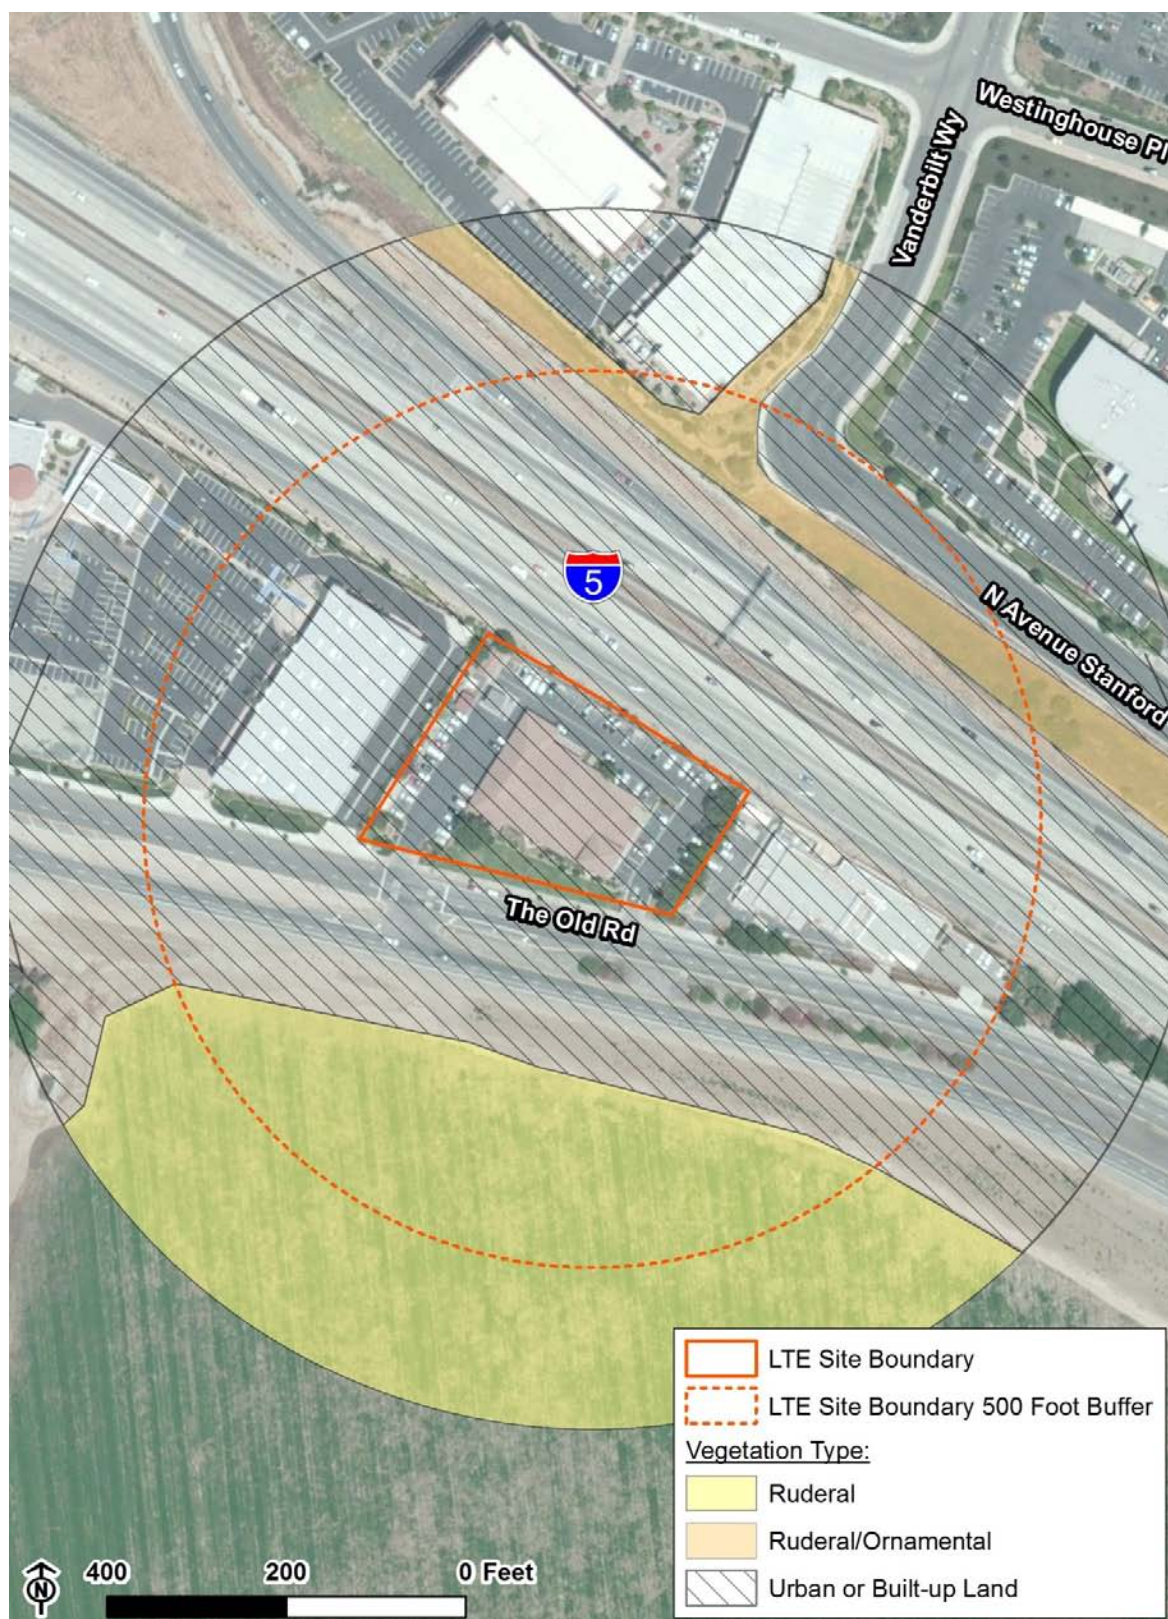 Westinghouse Pl
Vanderbilt Wy
5
N Avenue Stanford
The Old Rd
LTE Site Boundary
LTE Site Boundary 500 Foot Buffer
Vegetation Type:
Ruderal
Ruderal/Ornamental
Urban or Built-up Land
N
400 200 0 Feet